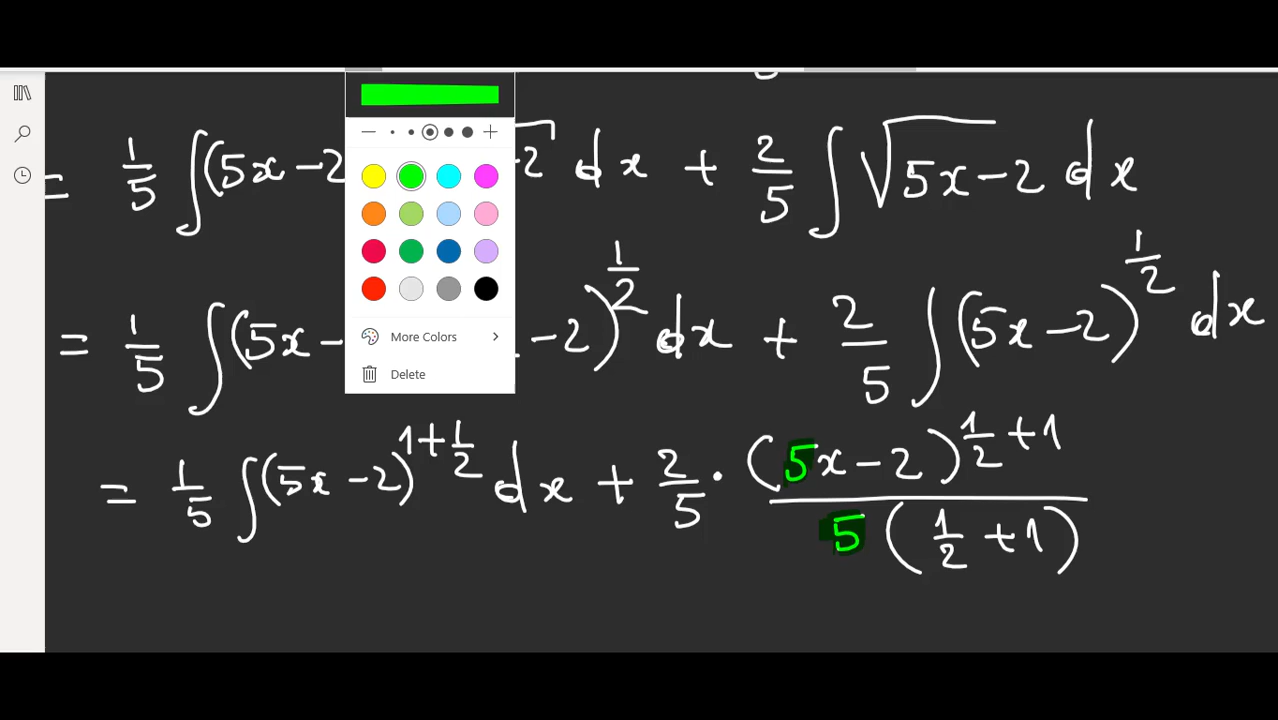 = 1/5 ∫(5x-2 -2 dx + 2/5 ∫√5x-2 dx
= 1/5 ∫(5x- -2)^1/2 dx + 2/5 ∫(5x-2)^1/2 dx
More Colors
Delete
= 1/5 ∫(5x-2)^1+1/2 dx + 2/5 · (5x-2)^1/2+1 / 5(1/2+1)